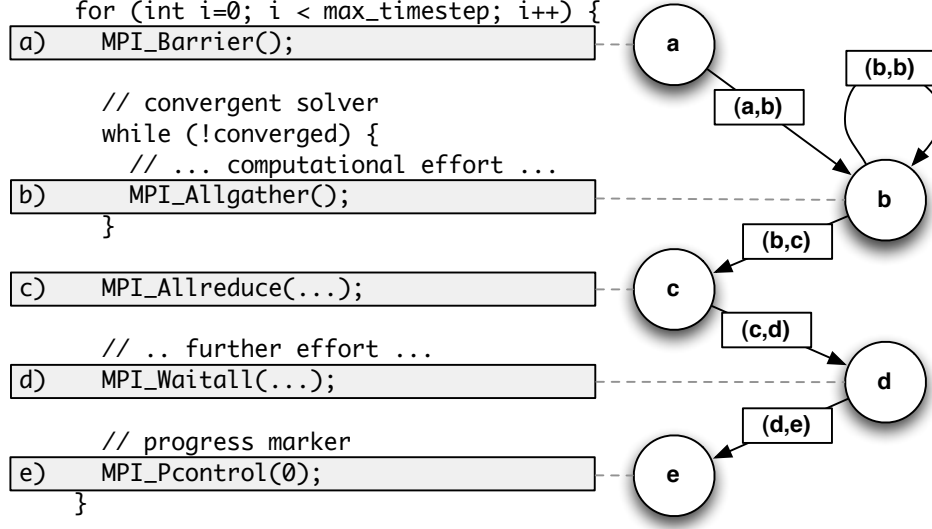 for (int i=0; i < max_timestep; i++) {
a) MPI_Barrier();
// convergent solver
while (!converged) {
// ... computational effort ...
b) MPI_Allgather();
}
c) MPI_Allreduce(...);
// .. further effort ...
d) MPI_Waitall(...);
// progress marker
e) MPI_Pcontrol(0);
}
a
(a,b)
(b,b)
b
(b,c)
c
(c,d)
d
(d,e)
e